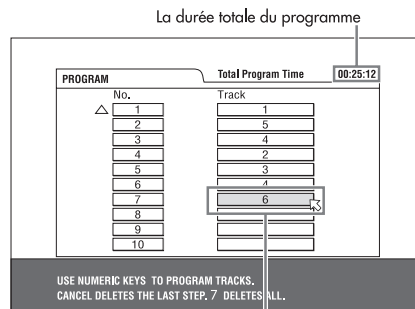 La durée totale du programme
PROGRAM Total Program Time 00:25:12
No. Track
1 1
2 5
3 4
4 2
5 3
6 4
7 6
8
9
10
USE NUMERIC KEYS TO PROGRAM TRACKS.
CANCEL DELETES THE LAST STEP. 7 DELETES ALL.